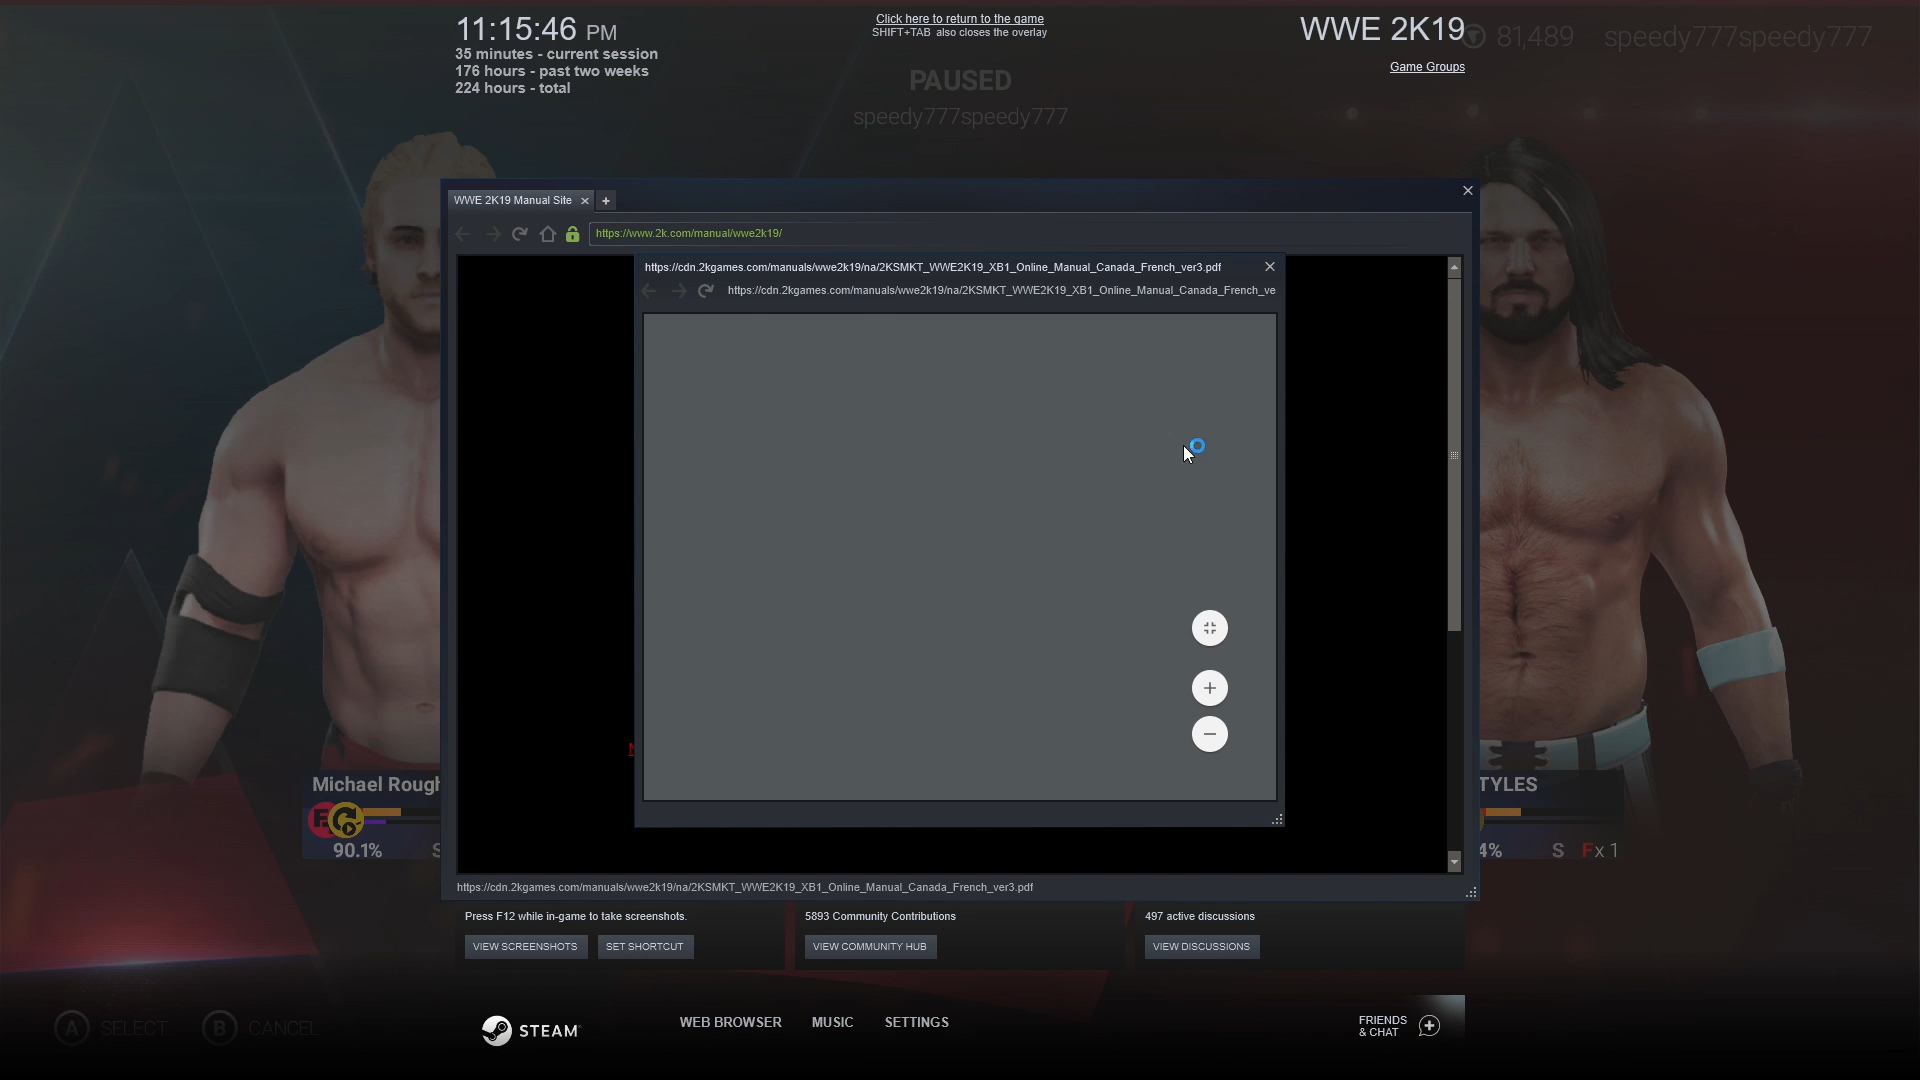 11:15:46 PM
35 minutes - current session
176 hours - past two weeks
224 hours - total
Click here to return to the game
SHIFT+TAB also closes the overlay
WWE 2K19
Game Groups
81,489
speedy777speedy777
PAUSED
speedy777speedy777
WWE 2K19 Manual Site
https://www.2k.com/manual/wwe2k19/
https://cdn.2kgames.com/manuals/wwe2k19/na/2KSMKT_WWE2K19_XB1_Online_Manual_Canada_French_ver3.pdf
https://cdn.2kgames.com/manuals/wwe2k19/na/2KSMKT_WWE2K19_XB1_Online_Manual_Canada_French_ve
Michael Rough
90.1% S
TYLES
4% S Fx 1
https://cdn.2kgames.com/manuals/wwe2k19/na/2KSMKT_WWE2K19_XB1_Online_Manual_Canada_French_ver3.pdf
Press F12 while in-game to take screenshots.
VIEW SCREENSHOTS
SET SHORTCUT
5893 Community Contributions
VIEW COMMUNITY HUB
497 active discussions
VIEW DISCUSSIONS
A SELECT B CANCEL
STEAM
WEB BROWSER
MUSIC
SETTINGS
FRIENDS
& CHAT